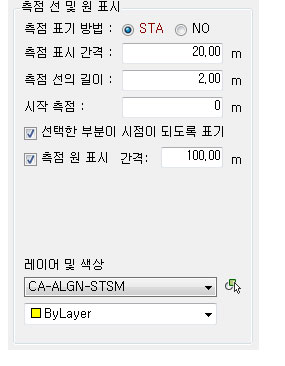 측점 선 및 원 표시
측점 표기 방법 : STA NO
측점 표시 간격 : 20.00 m
측점 선의 길이 : 2.00 m
시작 측점 : 0 m
선택한 부분이 시점이 되도록 표기
측점 원 표시 간격: 100.00 m
레이어 및 색상
CA-ALGN-STSM
ByLayer